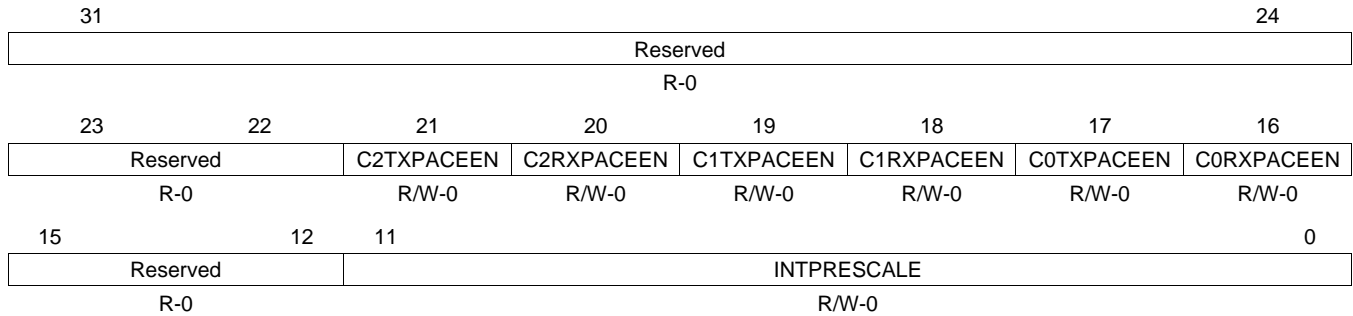 31 24
Reserved
R-0
23 22 21 20 19 18 17 16
Reserved C2TXPACEEN C2RXPACEEN C1TXPACEEN C1RXPACEEN C0TXPACEEN C0RXPACEEN
R-0 R/W-0 R/W-0 R/W-0 R/W-0 R/W-0 R/W-0
15 12 11 0
Reserved INTPRESCALE
R-0 R/W-0